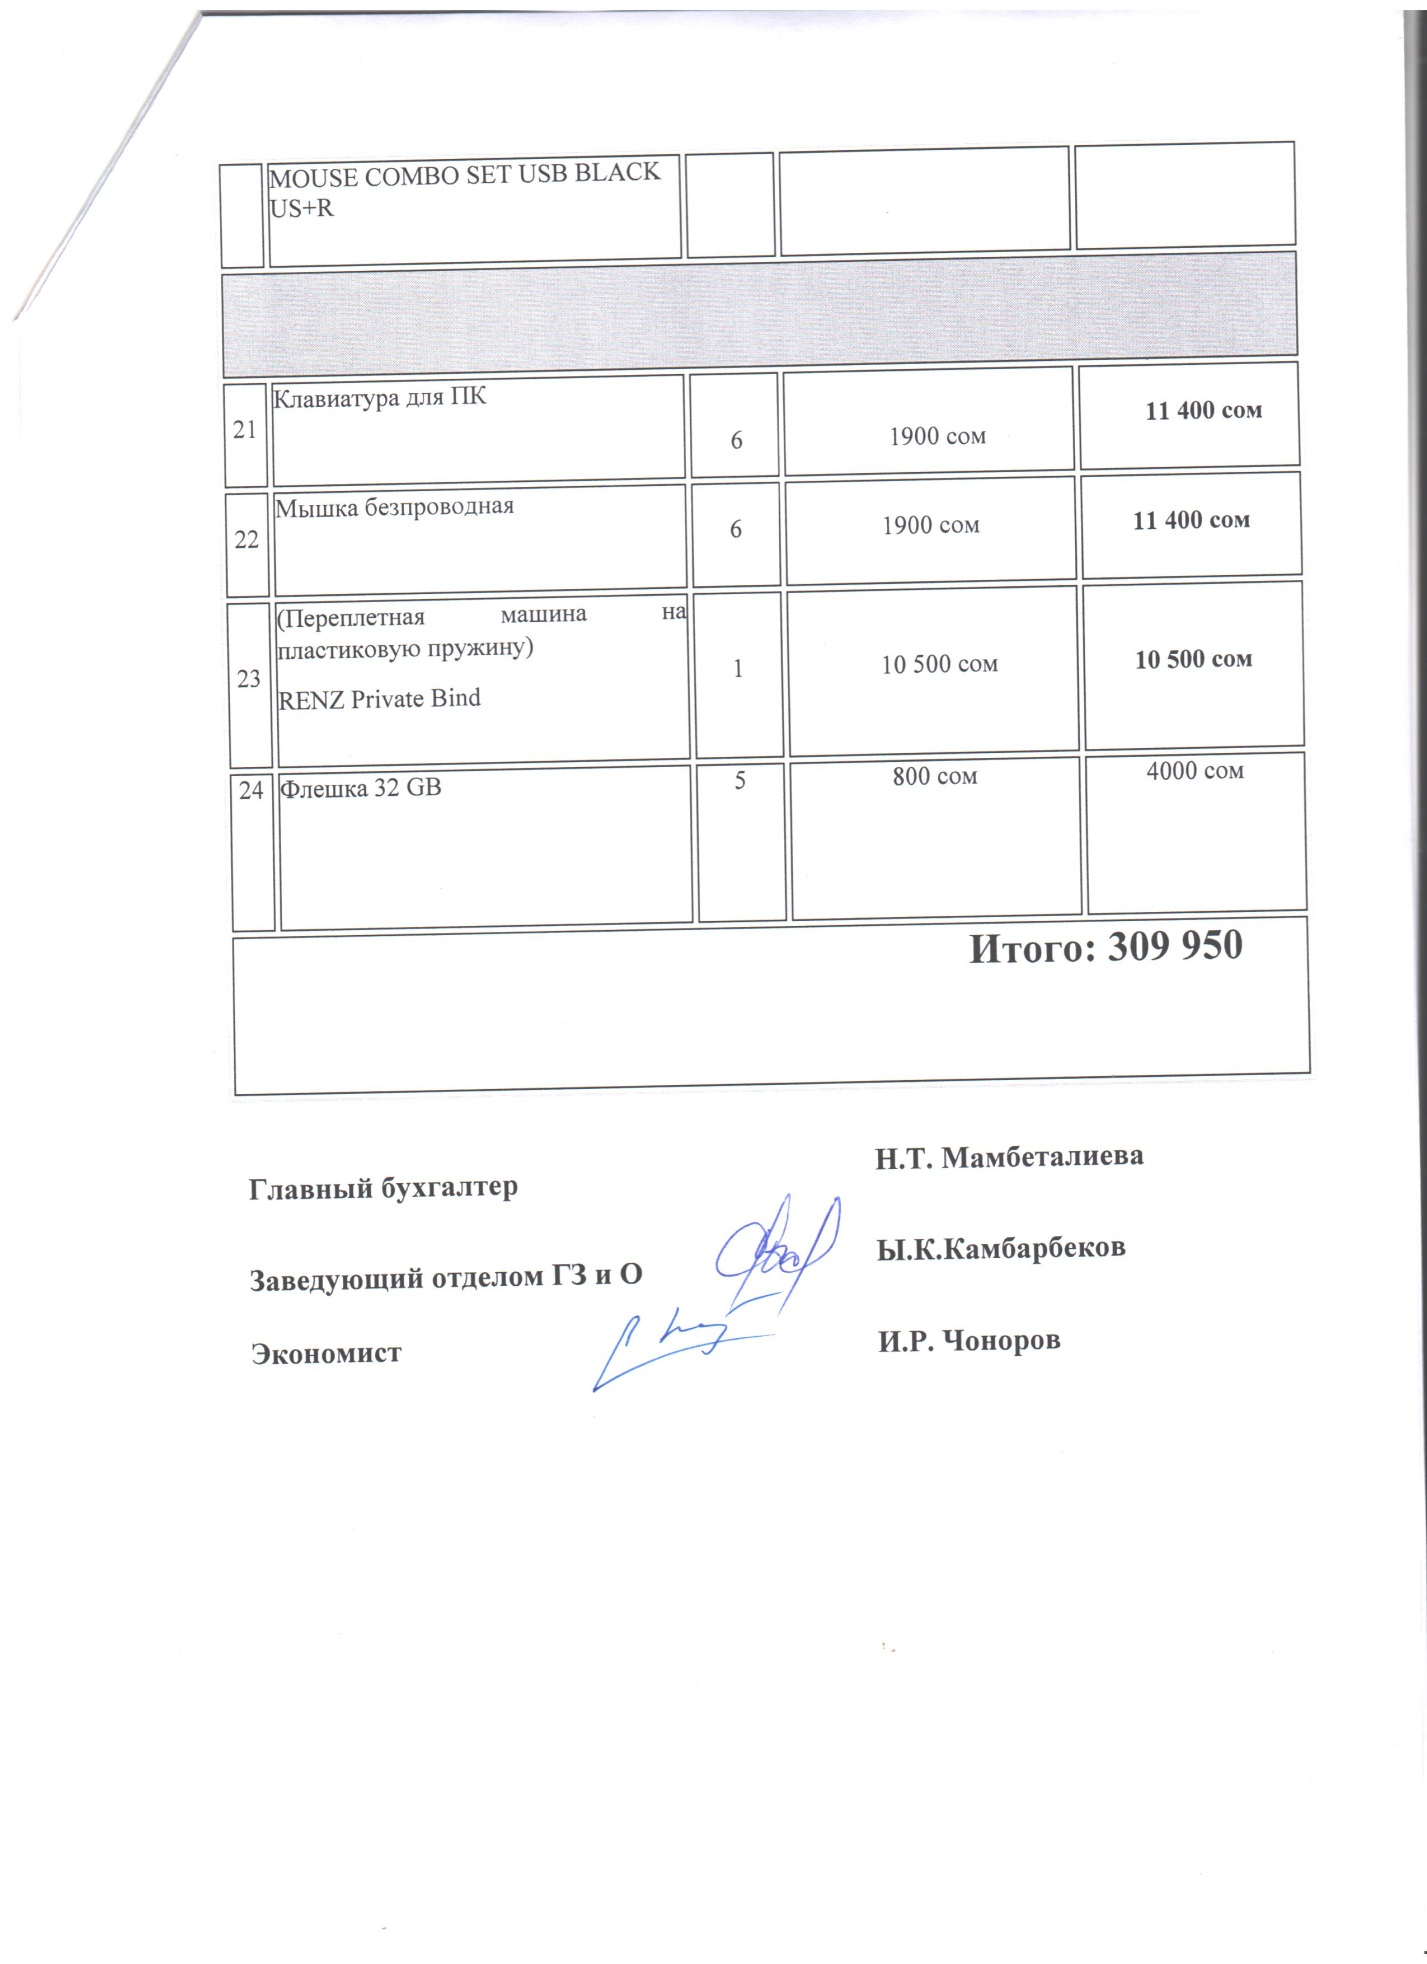 MOUSE COMBO SET USB BLACK
US+R
21 Клавиатура для ПК 6 1900 сом 11 400 сом
22 Мышка безпроводная 6 1900 сом 11 400 сом
(Переплетная машина на
пластиковую пружину)
23 1 10 500 сом 10 500 сом
RENZ Private Bind
24 Флешка 32 GB 5 800 сом 4000 сом
Итого: 309 950
Главный бухгалтер Н.Т. Мамбеталиева
Заведующий отделом ГЗ и О Ы.К.Камбарбеков
Экономист И.Р. Чоноров